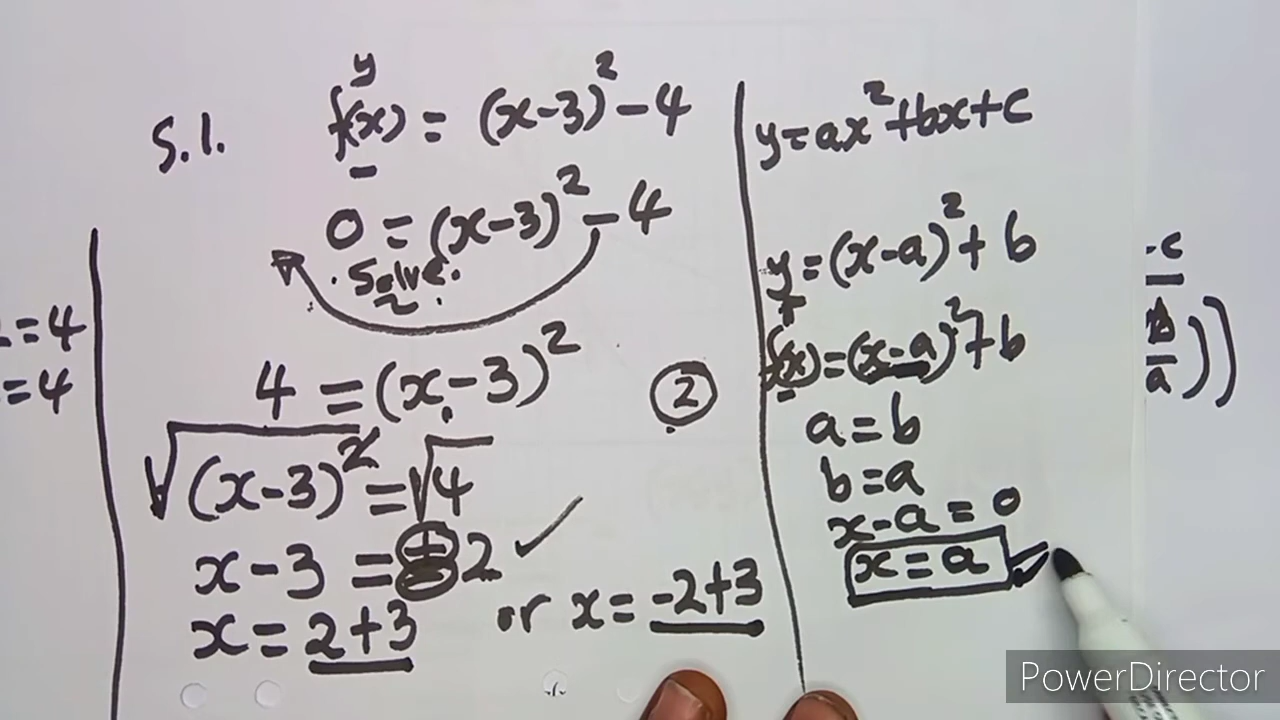 =4
=4
y
S.1. f(x) = (x-3)² - 4
0 = (x-3)² - 4
Solve
4 = (x-3)²
√(x-3)² = √4
x-3 = ±2 ✓
x = 2+3 or x = -2+3
②
y=ax²+bx+c
y=(x-a)²+b
f(x)=(x-a)²+b
a=b
b=a
x-a=0
x=a ✓
-c
a))
PowerDirector